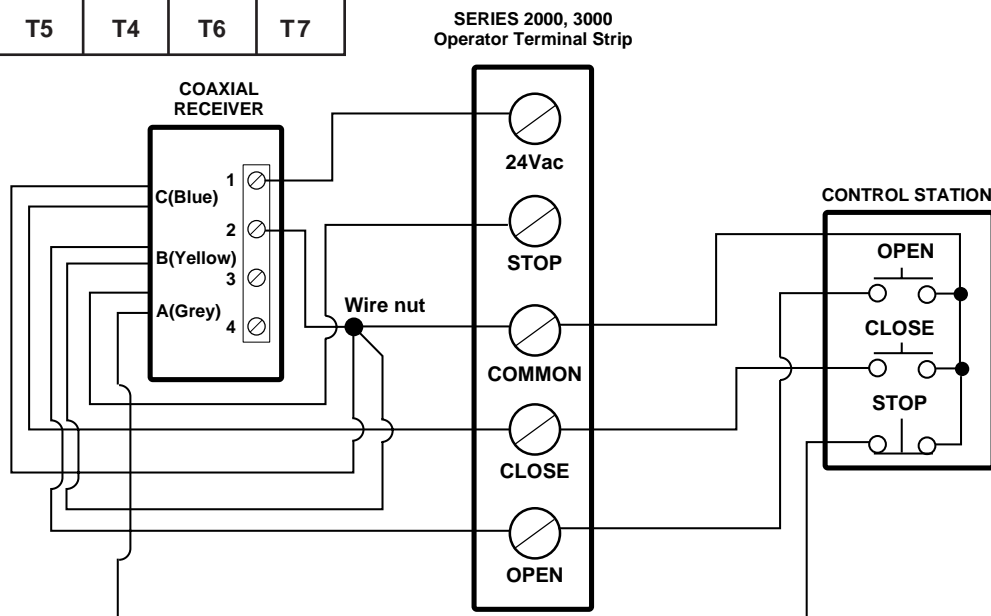 T5 T4 T6 T7
SERIES 2000, 3000
Operator Terminal Strip
COAXIAL
RECEIVER
1
C(Blue)
2
B(Yellow)
3
A(Grey)
4
Wire nut
24Vac
STOP
COMMON
CLOSE
OPEN
CONTROL STATION
OPEN
CLOSE
STOP